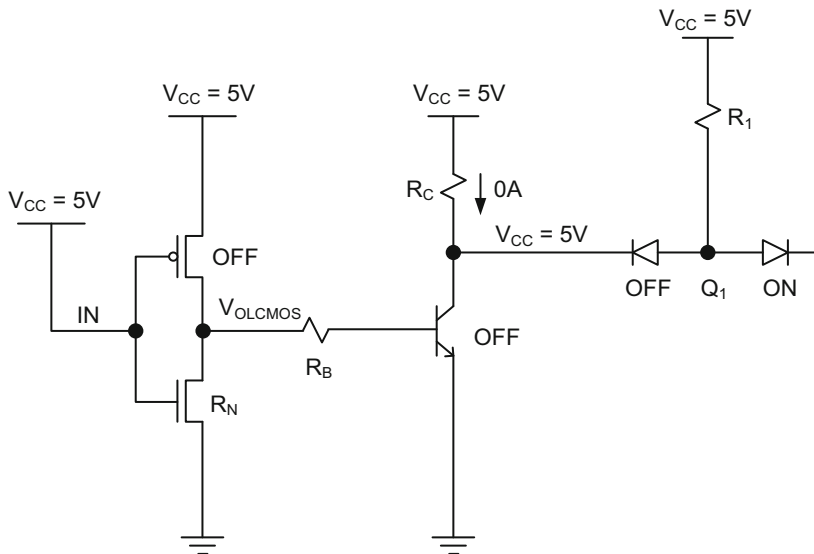 V_CC = 5V
V_CC = 5V
V_CC = 5V
R_1
R_C
0A
V_CC = 5V
V_CC = 5V
OFF
OFF
Q_1
ON
IN
V_OLCMOS
R_B
OFF
R_N